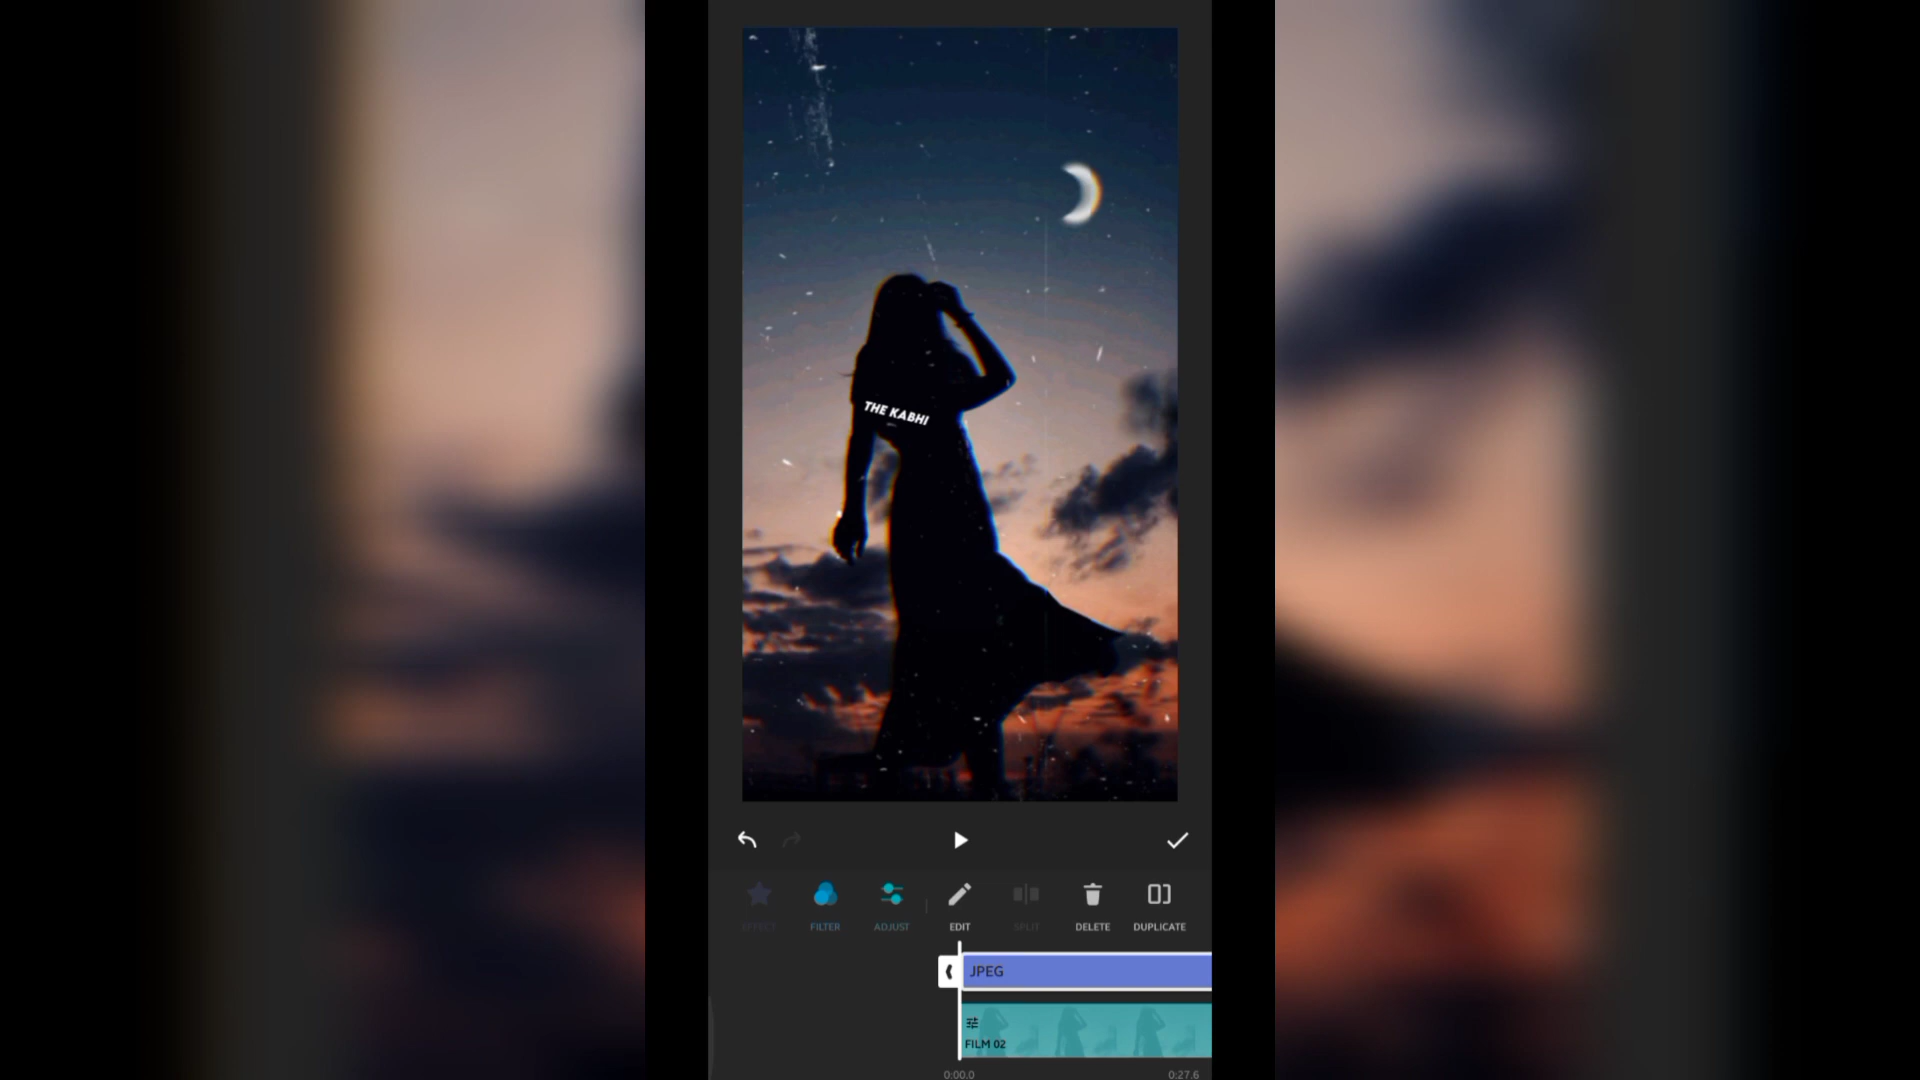 THE KABHI
EFFECT
FILTER
ADJUST
EDIT
SPLIT
DELETE
DUPLICATE
JPEG
FILM 02
0:00.0
0:27.6